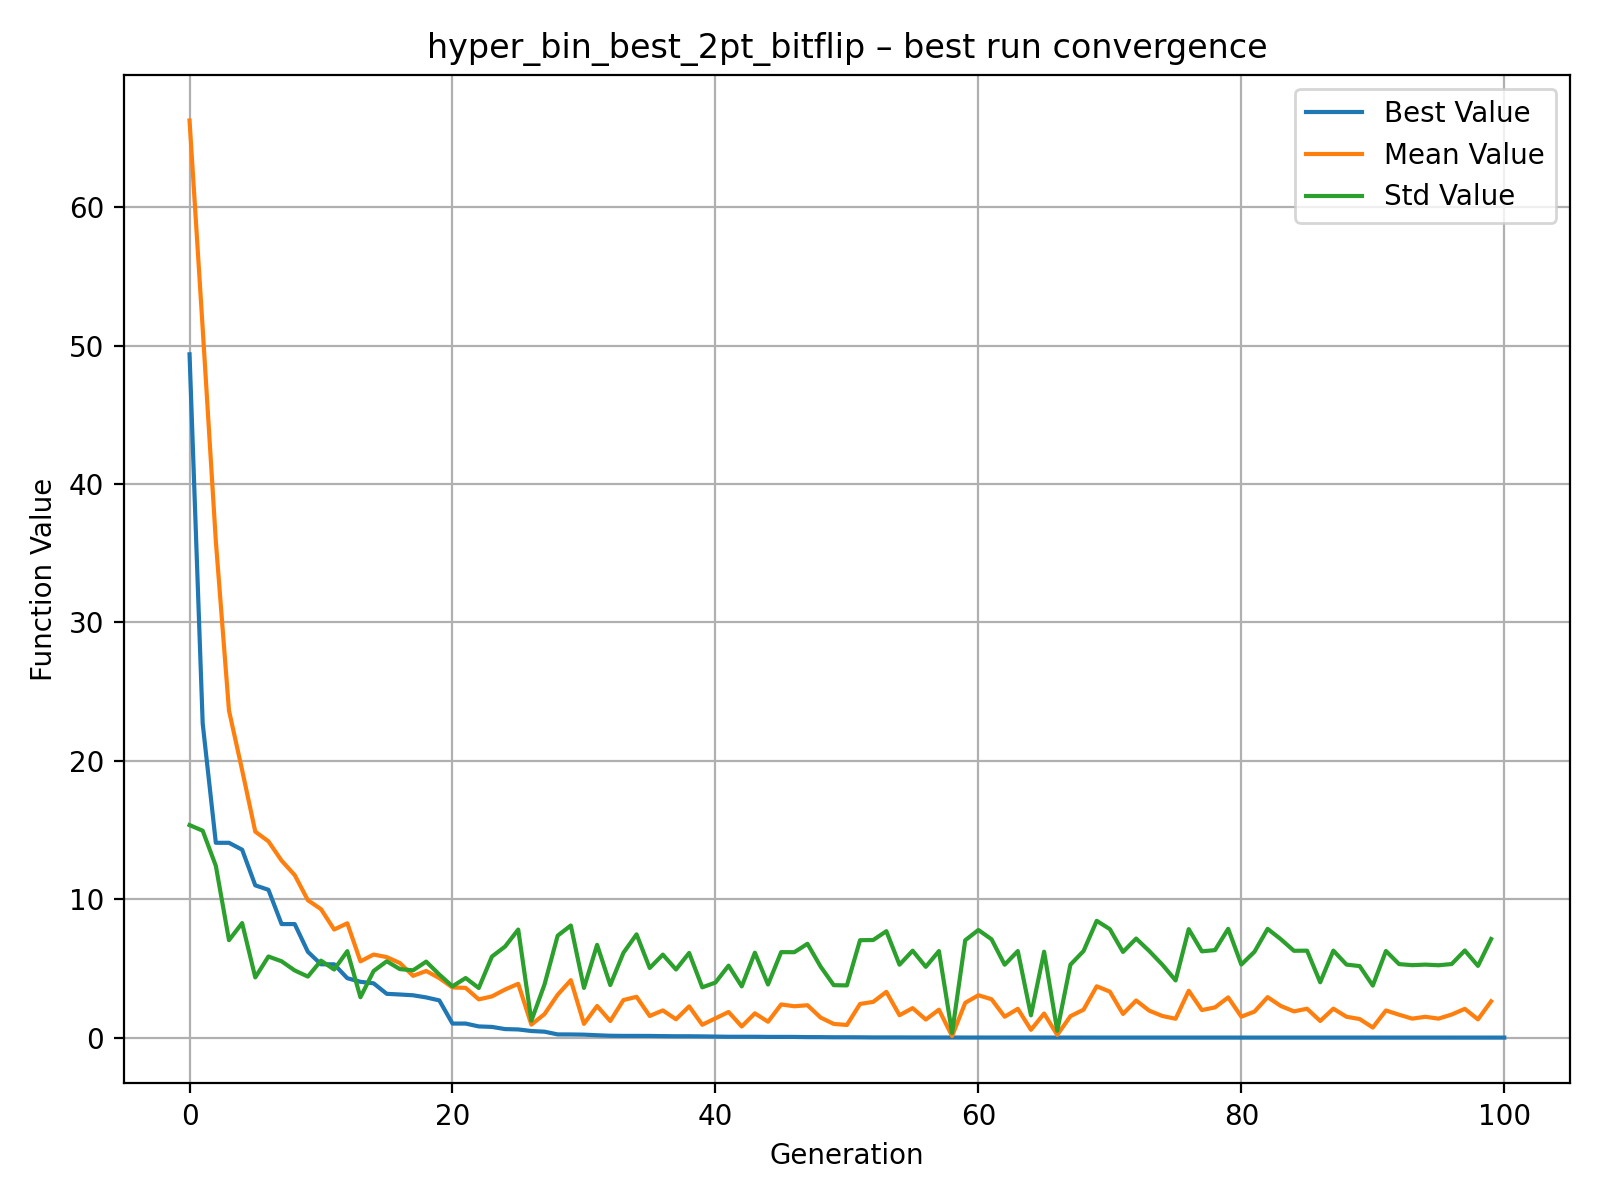 hyper_bin_best_2pt_bitflip – best run convergence
Best Value
Mean Value
Std Value
Function Value
60
50
40
30
20
10
0
0 20 40 60 80 100
Generation